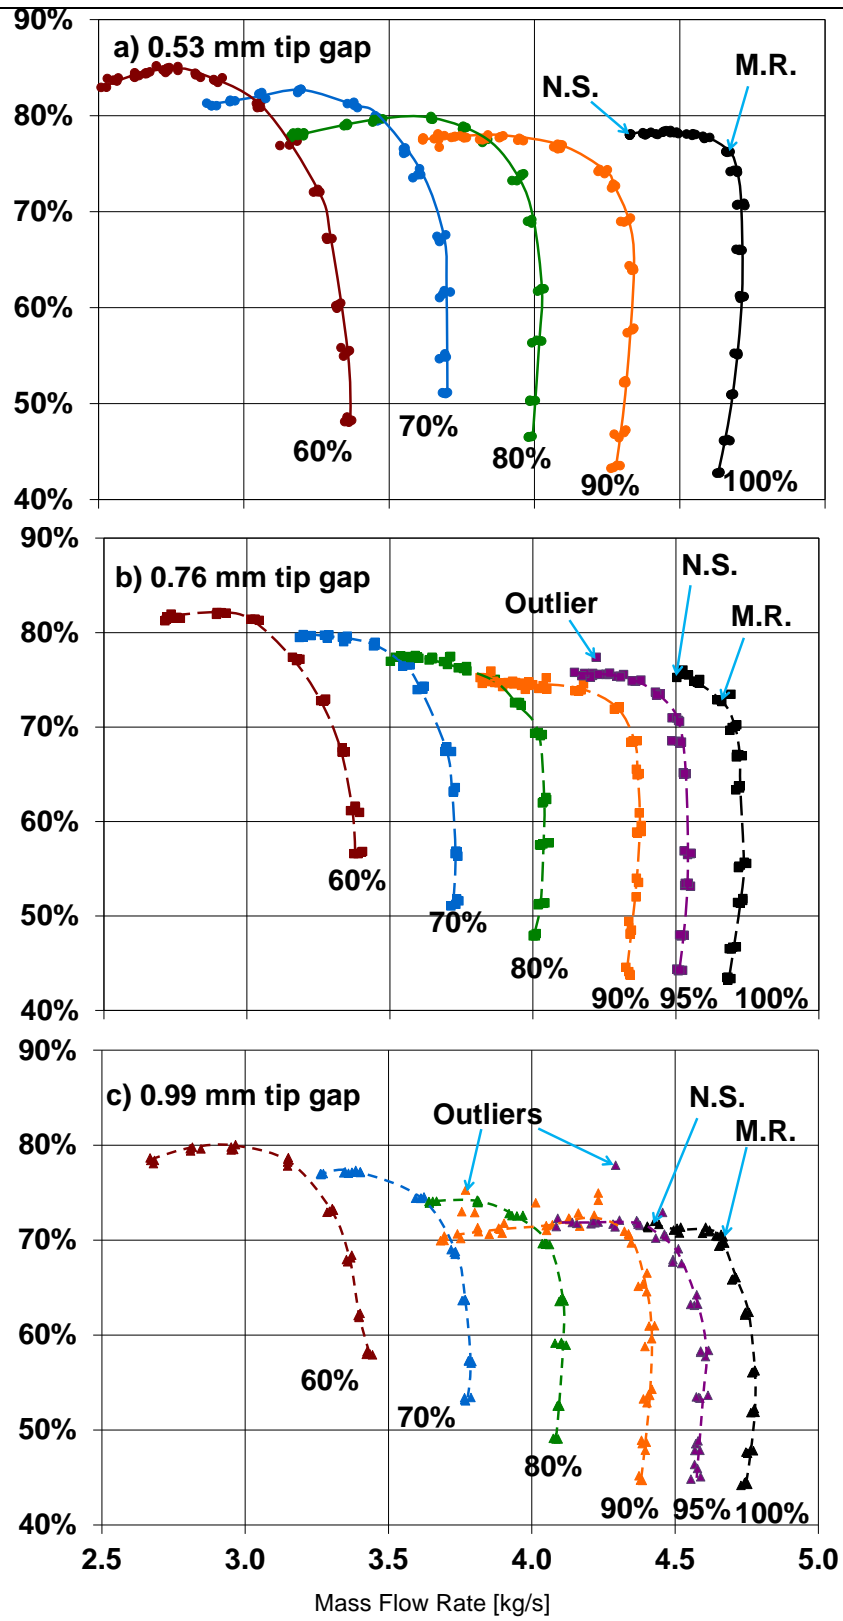 90%
a) 0.53 mm tip gap
M.R.
N.S.
80%
70%
60%
50%
40%
60%
70%
80%
90%
100%
90%
b) 0.76 mm tip gap
N.S.
Outlier
M.R.
80%
70%
60%
50%
40%
60%
70%
80%
90%
95%
100%
90%
c) 0.99 mm tip gap
Outliers
N.S.
M.R.
80%
70%
60%
50%
40%
60%
70%
80%
90%
95%
100%
2.5 3.0 3.5 4.0 4.5 5.0
Mass Flow Rate [kg/s]